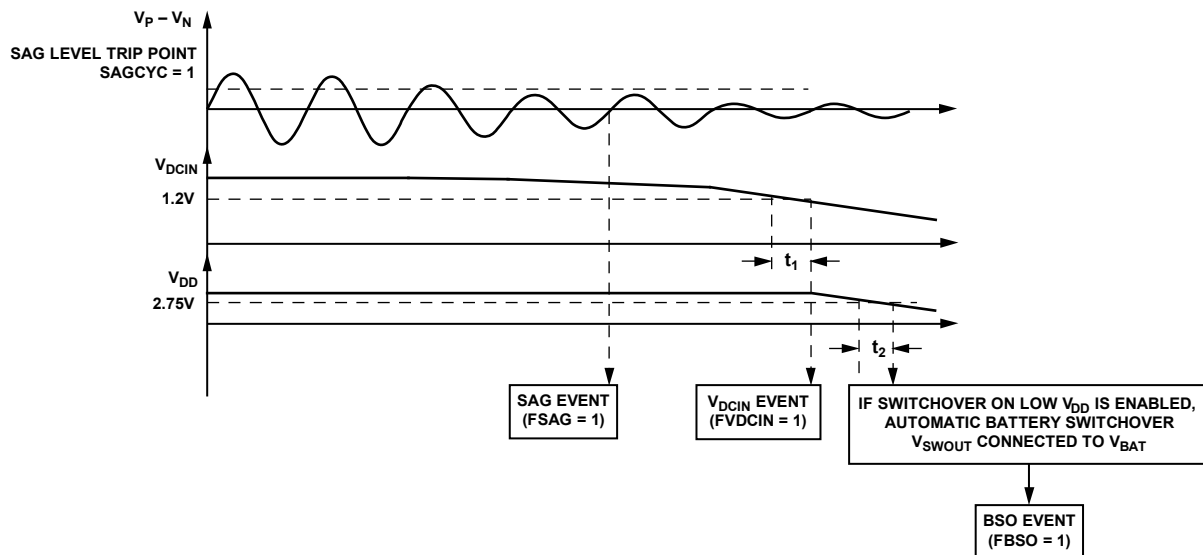 VP – VN
SAG LEVEL TRIP POINT
SAGCYC = 1
VDCIN
1.2V
t1
VDD
2.75V
t2
SAG EVENT
(FSAG = 1)
VDCIN EVENT
(FVDCIN = 1)
IF SWITCHOVER ON LOW VDD IS ENABLED,
AUTOMATIC BATTERY SWITCHOVER
VSWOUT CONNECTED TO VBAT
BSO EVENT
(FBSO = 1)